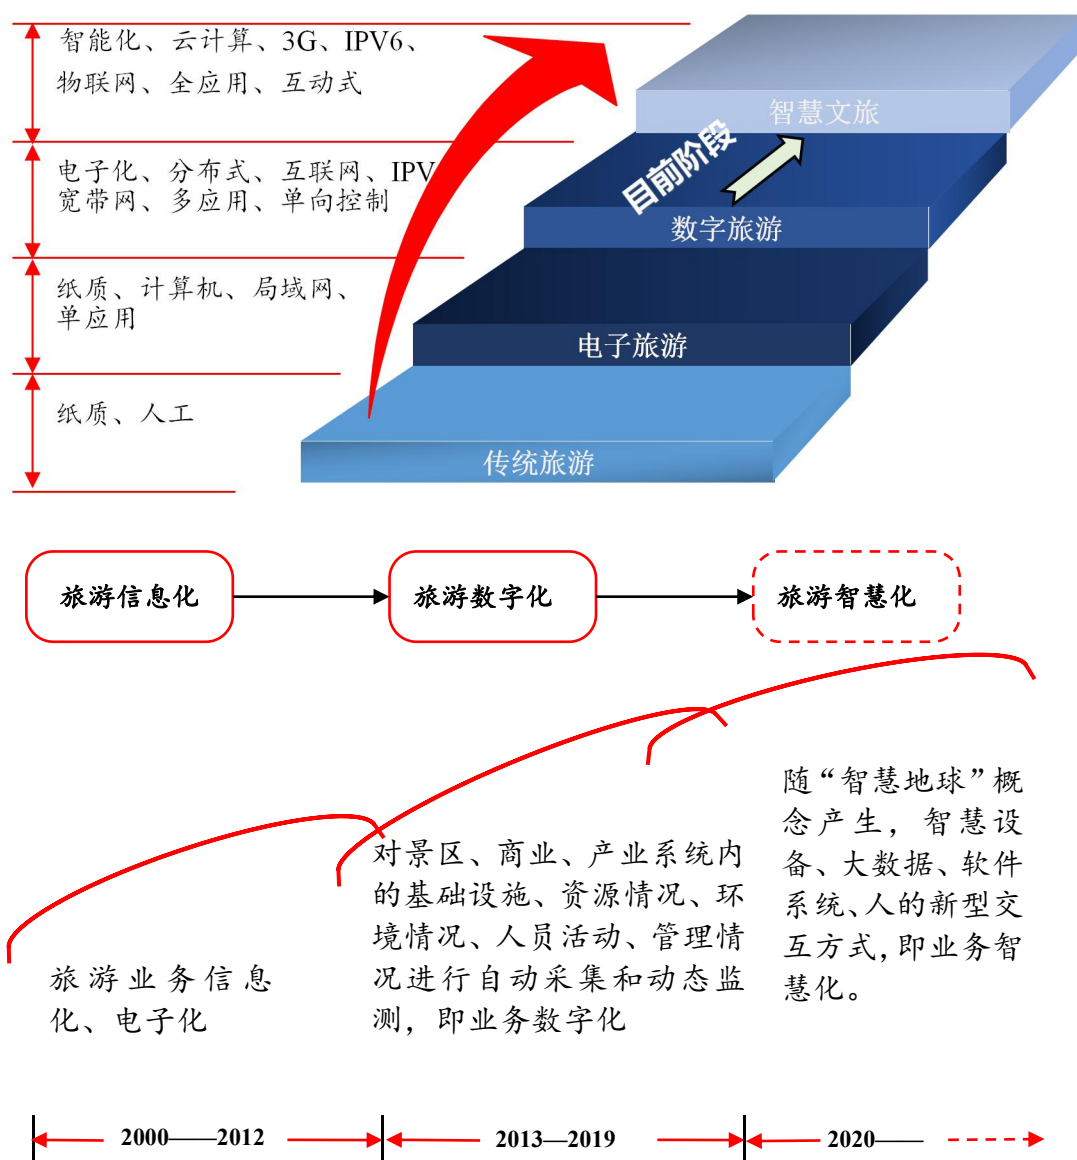 智能化、云计算、3G、IPV6、
物联网、全应用、互动式
智慧文旅
目前阶段
电子化、分布式、互联网、IPV
宽带网、多应用、单向控制
数字旅游
纸质、计算机、局域网、
单应用
电子旅游
纸质、人工
传统旅游
旅游信息化
旅游数字化
旅游智慧化
旅游业务信息
化、电子化
对景区、商业、产业系统内
的基础设施、资源情况、环
境情况、人员活动、管理情
况进行自动采集和动态监
测，即业务数字化
随“智慧地球”概
念产生，智慧设
备、大数据、软件
系统、人的新型交
互方式,即业务智
慧化。
2000——2012
2013—2019
2020——